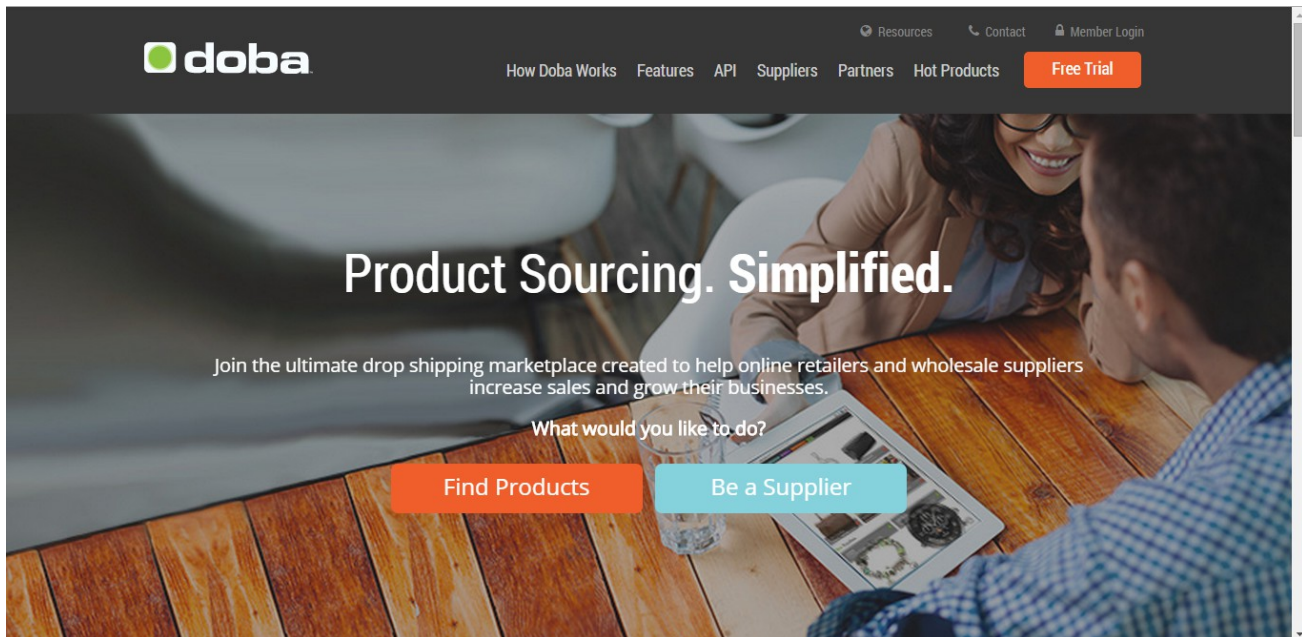 Resources Contact Member Login
doba
How Doba Works Features API Suppliers Partners Hot Products Free Trial
Product Sourcing. Simplified.
Join the ultimate drop shipping marketplace created to help online retailers and wholesale suppliers
increase sales and grow their businesses.
What would you like to do?
Find Products Be a Supplier